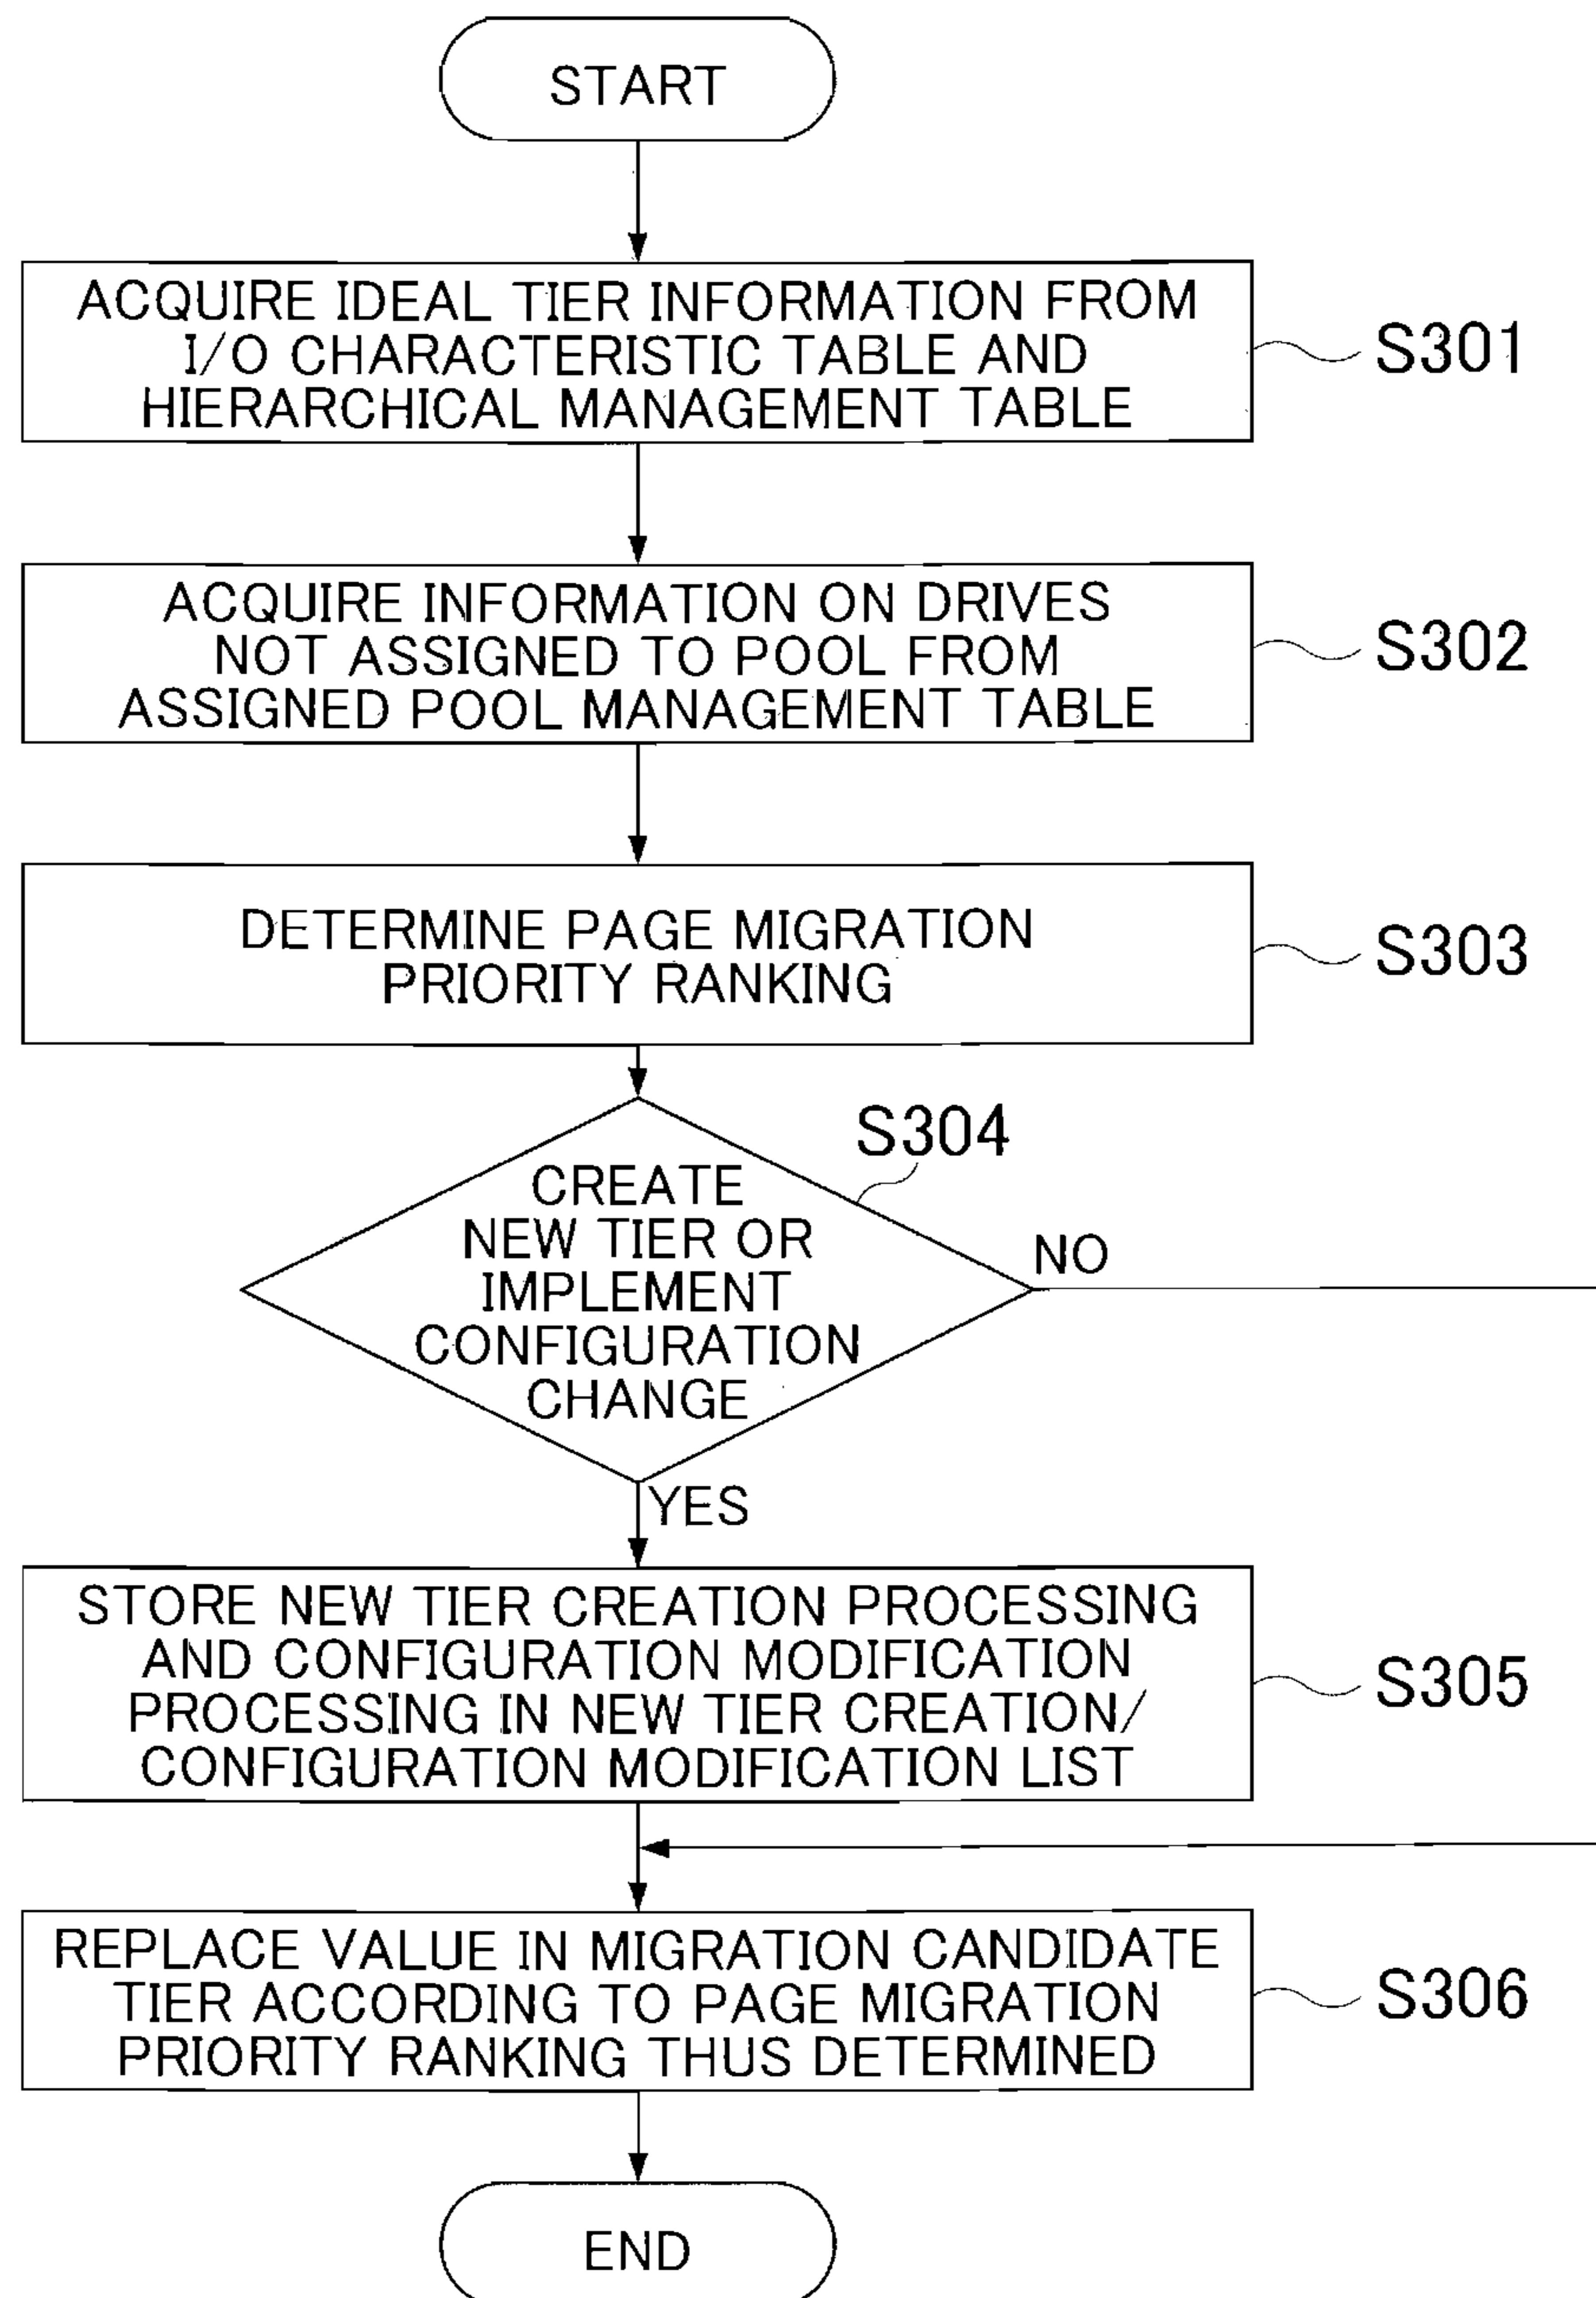 START
ACQUIRE IDEAL TIER INFORMATION FROM
I/O CHARACTERISTIC TABLE AND
HIERARCHICAL MANAGEMENT TABLE
S301
ACQUIRE INFORMATION ON DRIVES
NOT ASSIGNED TO POOL FROM
ASSIGNED POOL MANAGEMENT TABLE
S302
DETERMINE PAGE MIGRATION
PRIORITY RANKING
S303
S304
CREATE
NEW TIER OR
IMPLEMENT
CONFIGURATION
CHANGE
NO
YES
STORE NEW TIER CREATION PROCESSING
AND CONFIGURATION MODIFICATION
PROCESSING IN NEW TIER CREATION/
CONFIGURATION MODIFICATION LIST
S305
REPLACE VALUE IN MIGRATION CANDIDATE
TIER ACCORDING TO PAGE MIGRATION
PRIORITY RANKING THUS DETERMINED
S306
END